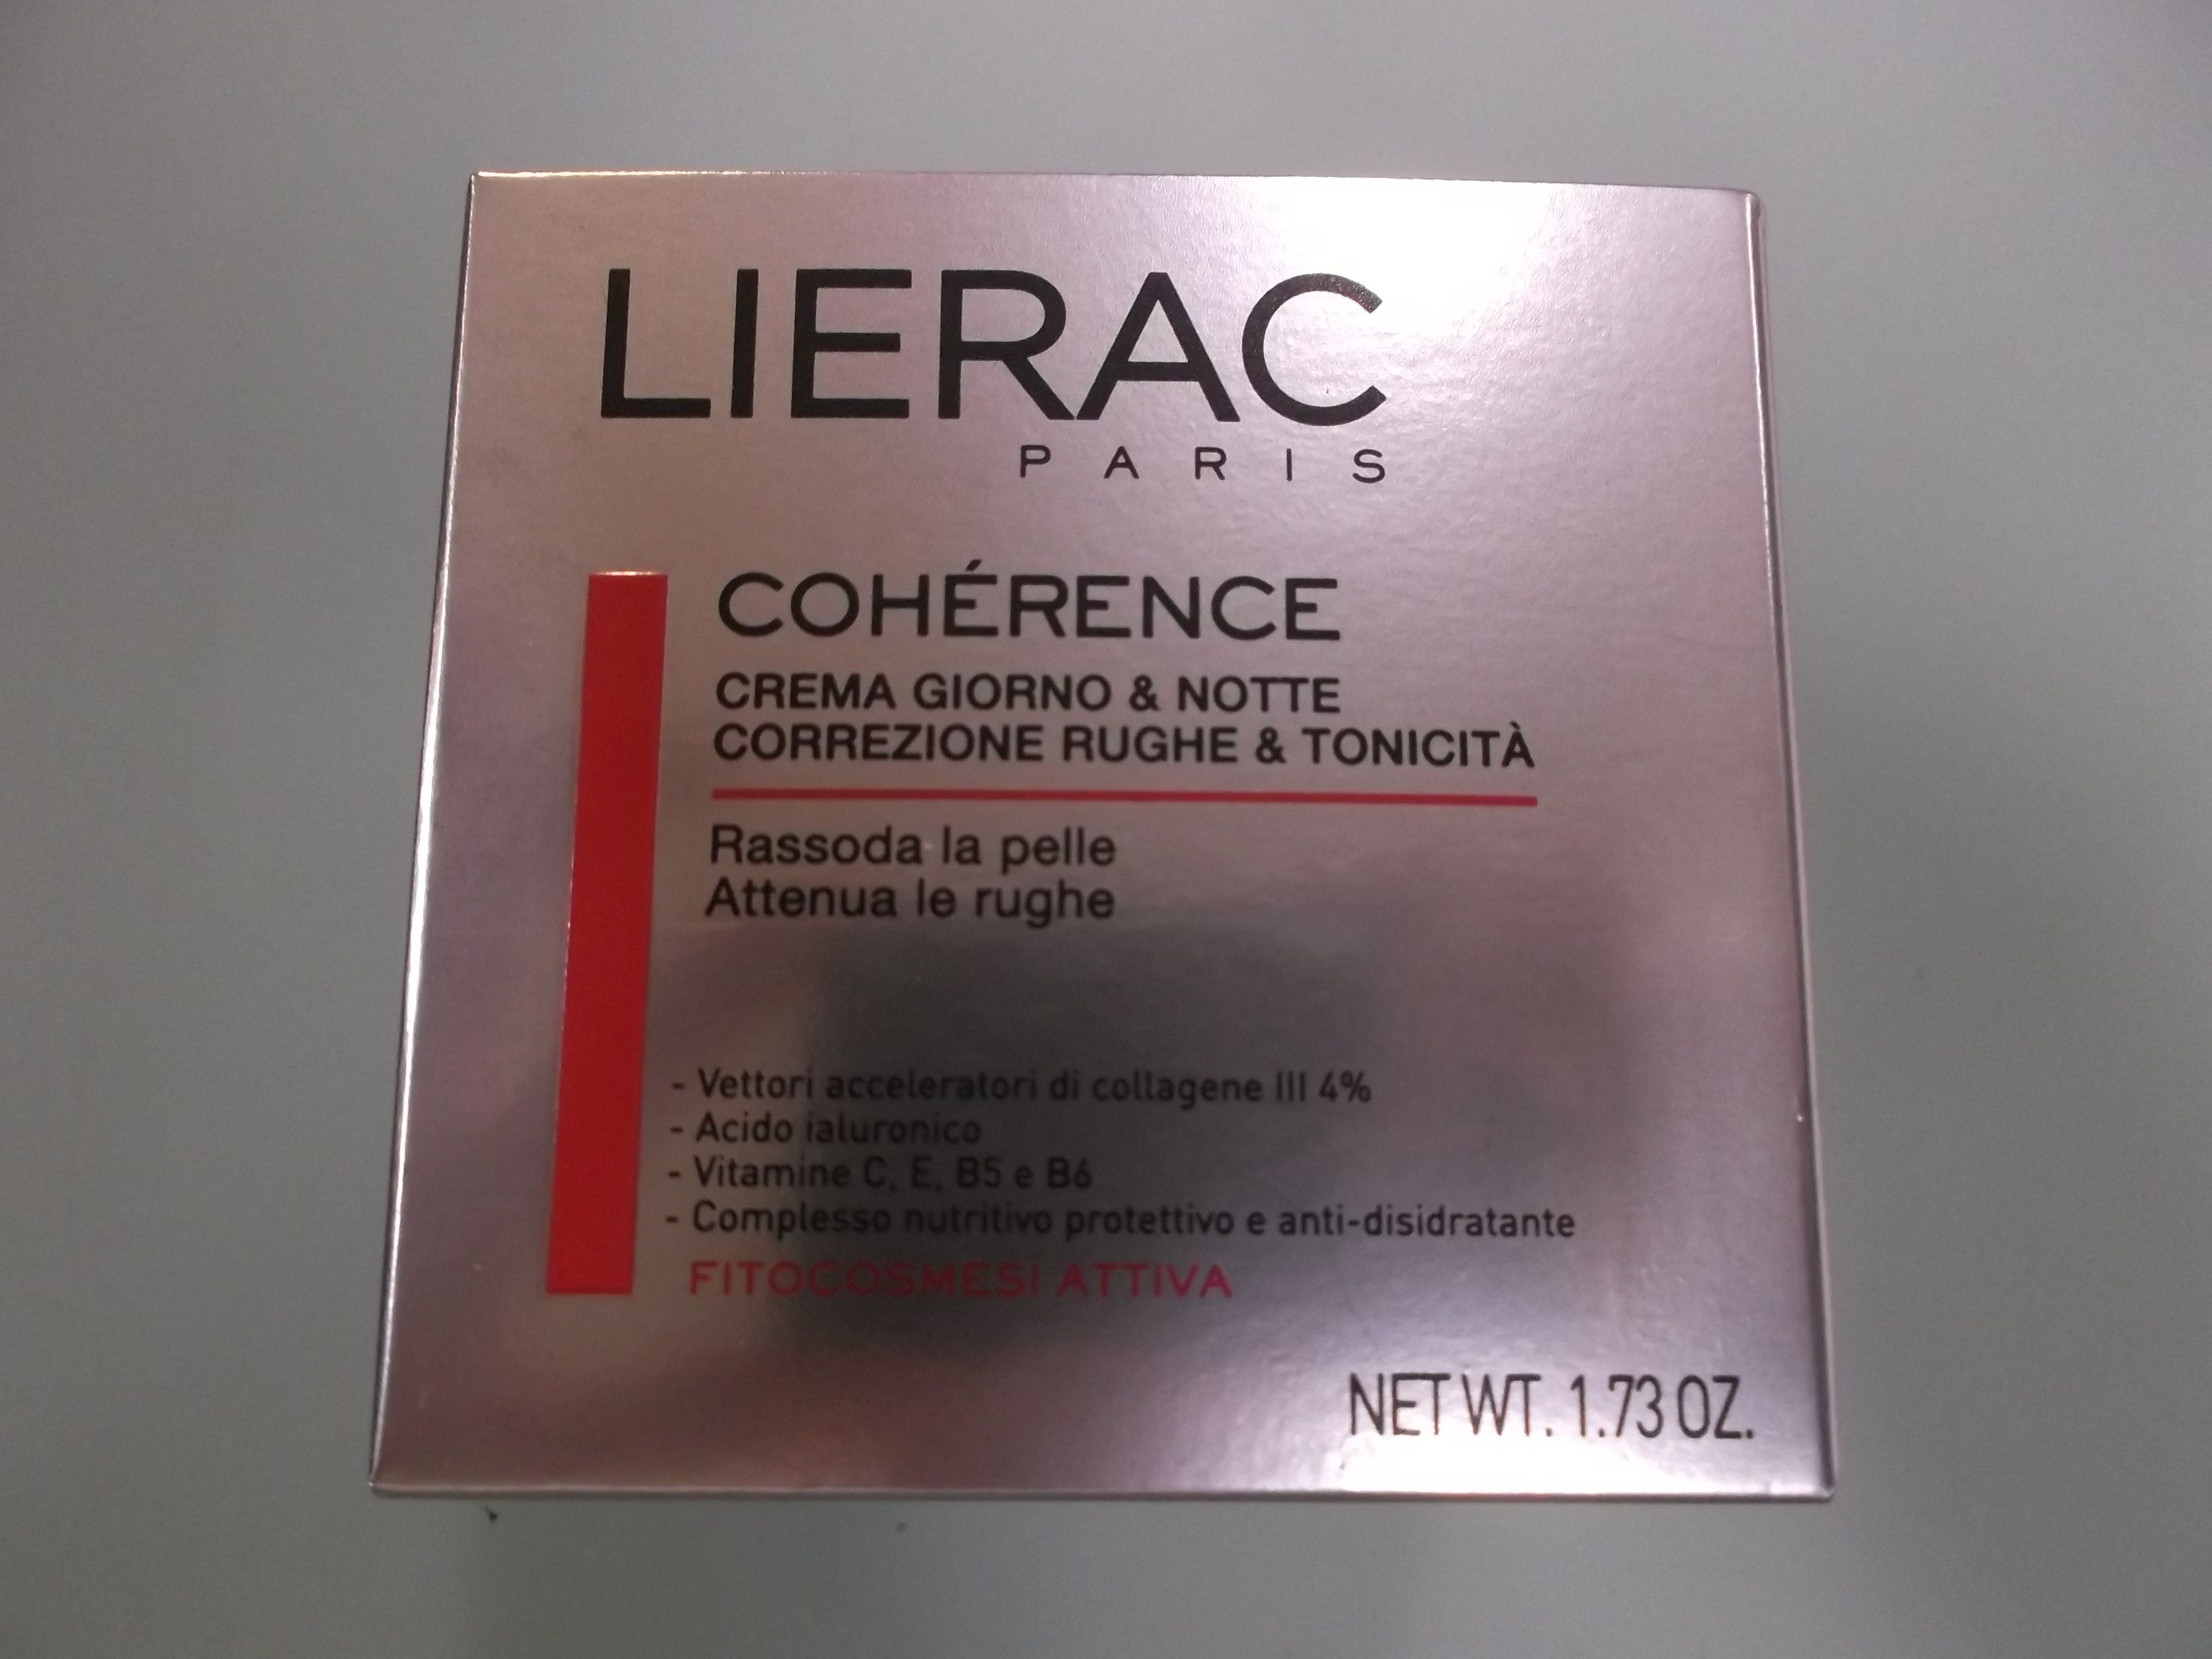 LIERAC
PARIS
COHÉRENCE
CREMA GIORNO & NOTTE
CORREZIONE RUGHE & TONICITÀ
Rassoda la pelle
Attenua le rughe
- Vettori acceleratori di collagene III 4%
- Acido ialuronico
- Vitamine C, E, B5 e B6
- Complesso nutritivo protettivo e anti-disidratante
FITOCOSMESI ATTIVA
NET WT. 1.73 OZ.